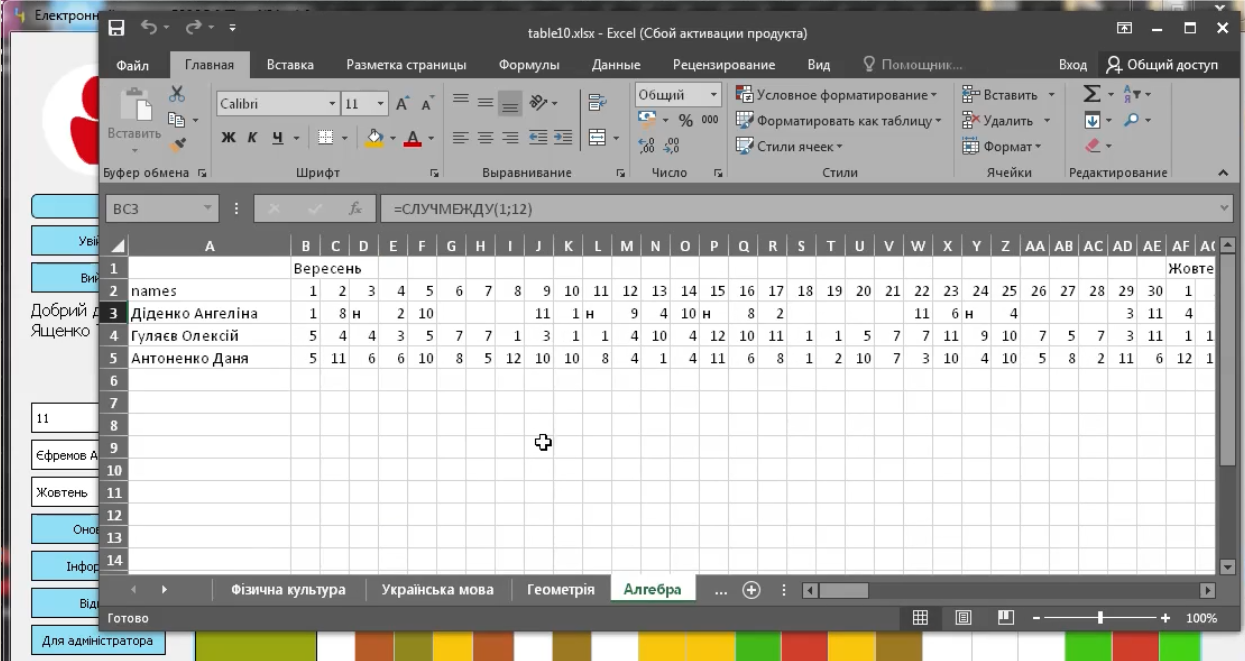 Електронн
table10.xlsx - Excel (Сбой активации продукта)
Файл Главная Вставка Разметка страницы Формулы Данные Рецензирование Вид Помощник... Вход Общий доступ
Calibri 11 Общий Условное форматирование Вставить
Вставить Ж К Ч % 000 Форматировать как таблицу Удалить
Стили ячеек Формат
Буфер обмена Шрифт Выравнивание Число Стили Ячейки Редактирование
BC3 fx =СЛУЧМЕЖДУ(1;12)
A B C D E F G H I J K L M N O P Q R S T U V W X Y Z AA AB AC AD AE AF
1 Вересень Жовте
2 names 1 2 3 4 5 6 7 8 9 10 11 12 13 14 15 16 17 18 19 20 21 22 23 24 25 26 27 28 29 30 1
3 Діденко Ангеліна 1 8 н 2 10 11 1 н 9 4 10 н 8 2 11 6 н 4 3 11 4
4 Гуляєв Олексій 5 4 4 3 5 7 7 1 3 1 1 4 10 4 12 10 11 1 1 5 7 7 11 9 10 7 5 7 3 11 1 1
5 Антоненко Даня 5 11 6 6 10 8 5 12 10 10 8 4 1 4 11 6 8 1 2 10 7 3 10 4 10 5 8 2 11 6 12 1
6
7
8
9
10
11
12
13
14
Фізична культура Українська мова Геометрія Алгебра ...
Готово 100%
Уві
Ви
Добрий д
Ященко
11
Єфремов А
Жовтень
Онов
Інфор
Від
Для адміністратора